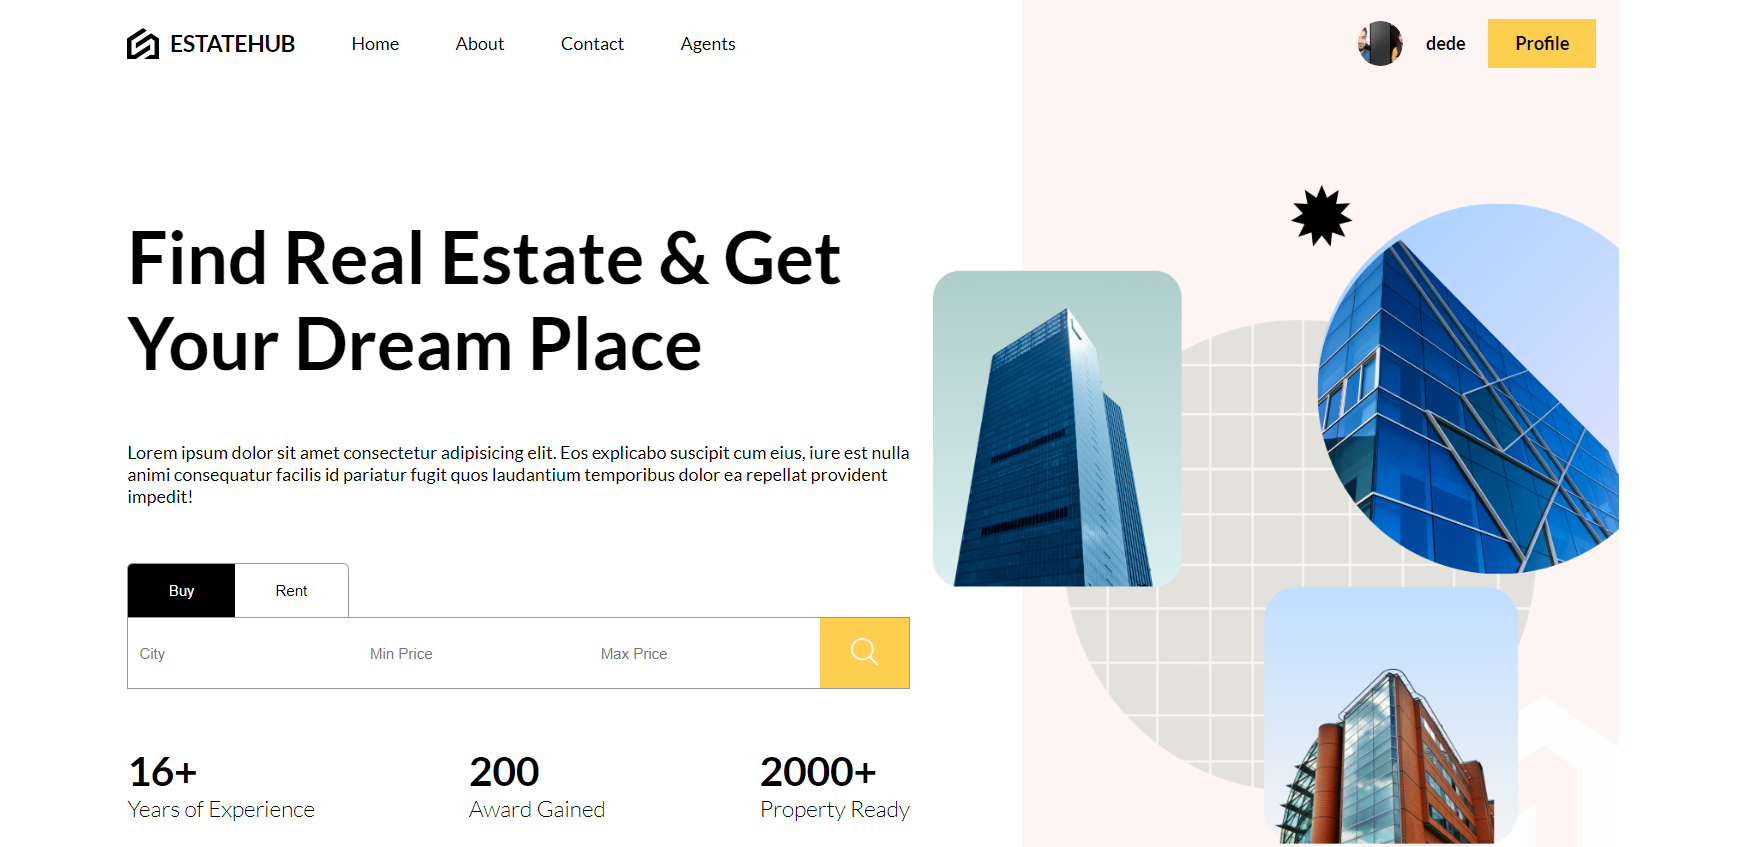 ESTATEHUB
Home
About
Contact
Agents
dede
Profile
Find Real Estate & Get
Your Dream Place
Lorem ipsum dolor sit amet consectetur adipisicing elit. Eos explicabo suscipit cum eius, iure est nulla
animi consequatur facilis id pariatur fugit quos laudantium temporibus dolor ea repellat provident
impedit!
Buy
Rent
City
Min Price
Max Price
16+
Years of Experience
200
Award Gained
2000+
Property Ready